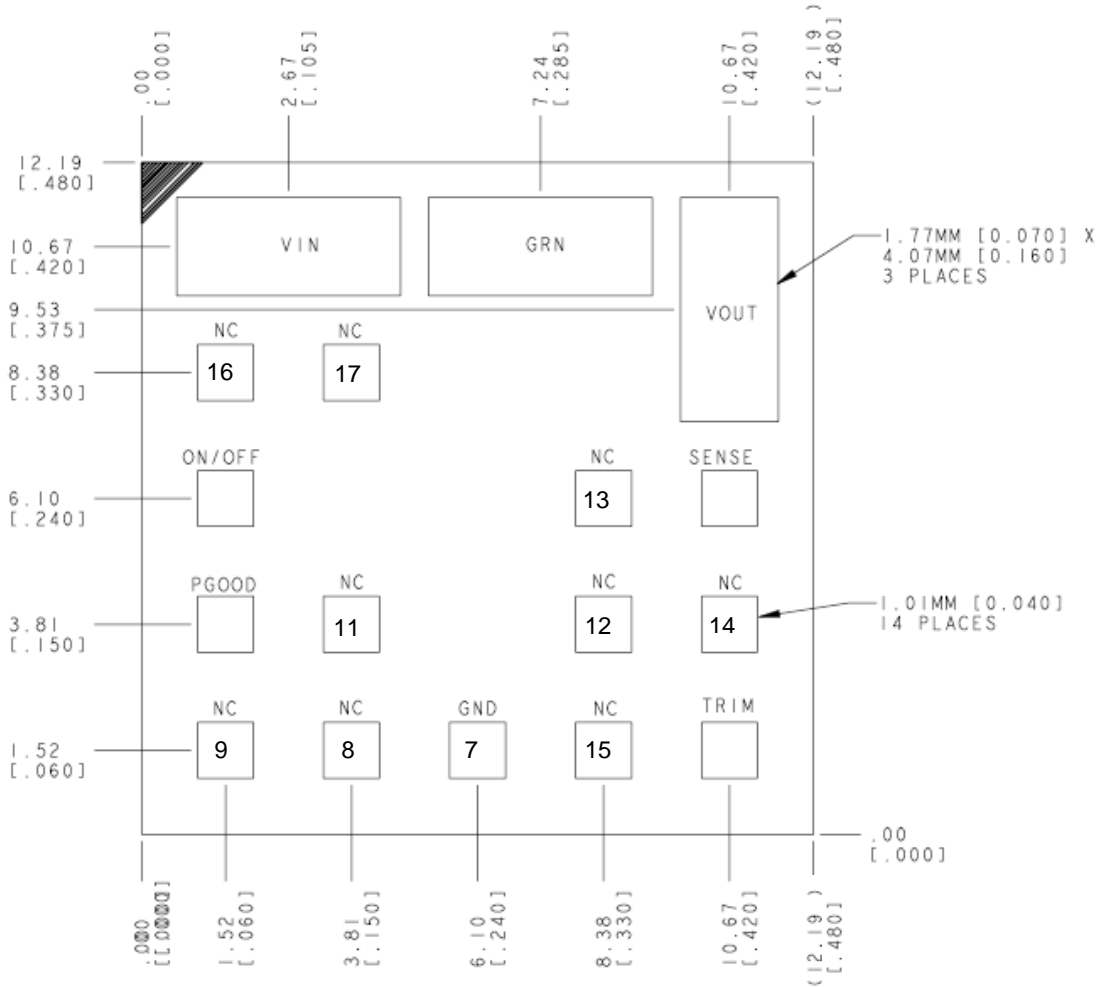 .00
[.000]
2.67
[.105]
7.24
[.285]
10.67
[.420]
(12.19 )
[.480]
12.19
[.480]
10.67
[.420]
VIN
GRN
1.77MM [0.070] X
4.07MM [0.160]
3 PLACES
9.53
[.375]
VOUT
NC
NC
8.38
[.330]
16
17
ON/OFF
NC
SENSE
6.10
[.240]
13
PGOOD
NC
NC
NC
3.81
[.150]
11
12
14
1.01MM [0.040]
14 PLACES
NC
NC
GND
NC
TRIM
1.52
[.060]
9
8
7
15
.00
[.000]
1.52
[.060]
3.81
[.150]
6.10
[.240]
8.38
[.330]
10.67
[.420]
(12.19 )
[.480]